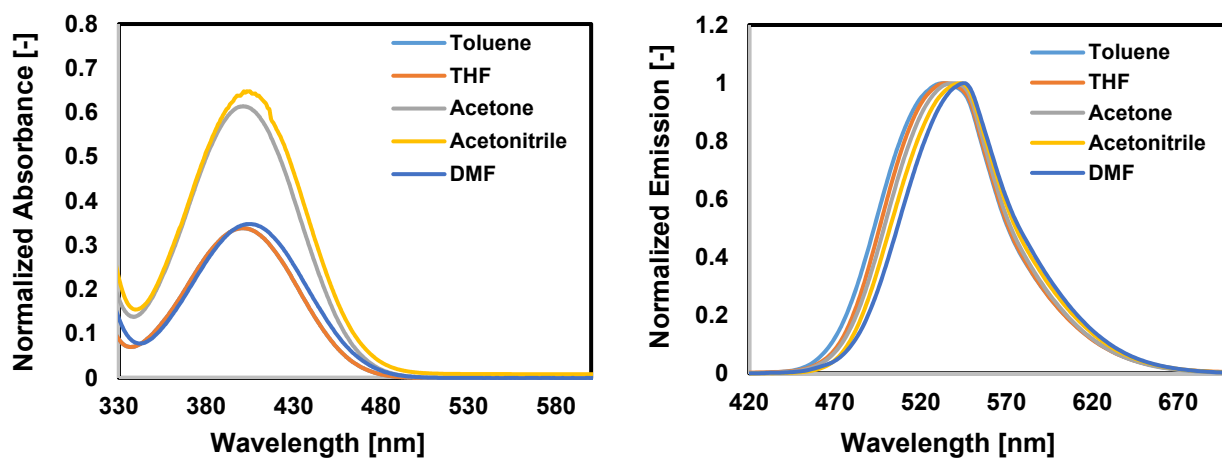 Normalized Absorbance [-]
0.8
0.7
0.6
0.5
0.4
0.3
0.2
0.1
0
330
380
430
480
530
580
Wavelength [nm]
Toluene
THF
Acetone
Acetonitrile
DMF
Normalized Emission [-]
1.2
1
0.8
0.6
0.4
0.2
0
420
470
520
570
620
670
Wavelength [nm]
Toluene
THF
Acetone
Acetonitrile
DMF